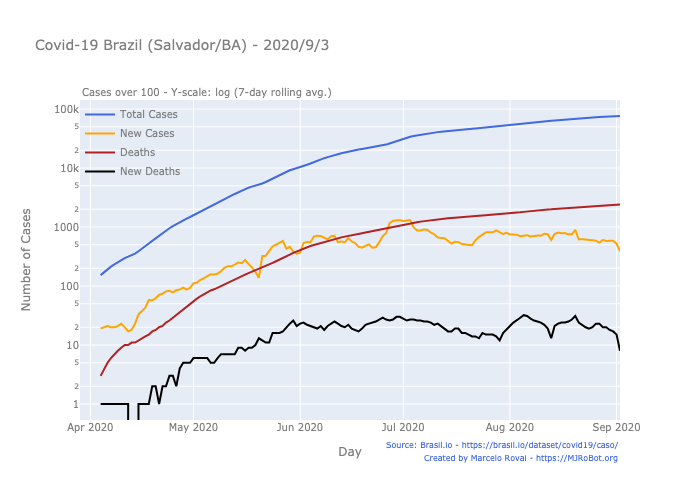 Covid-19 Brazil (Salvador/BA) - 2020/9/3
Cases over 100 - Y-scale: log (7-day rolling avg.)
Total Cases
New Cases
Deaths
New Deaths
Number of Cases
100k
5
2
10k
5
2
1000
5
2
100
5
2
10
5
2
1
Apr 2020
May 2020
Jun 2020
Jul 2020
Aug 2020
Sep 2020
Day
Source: Brasil.io - https://brasil.io/dataset/covid19/caso/
Created by Marcelo Rovai - https://MJRoBot.org